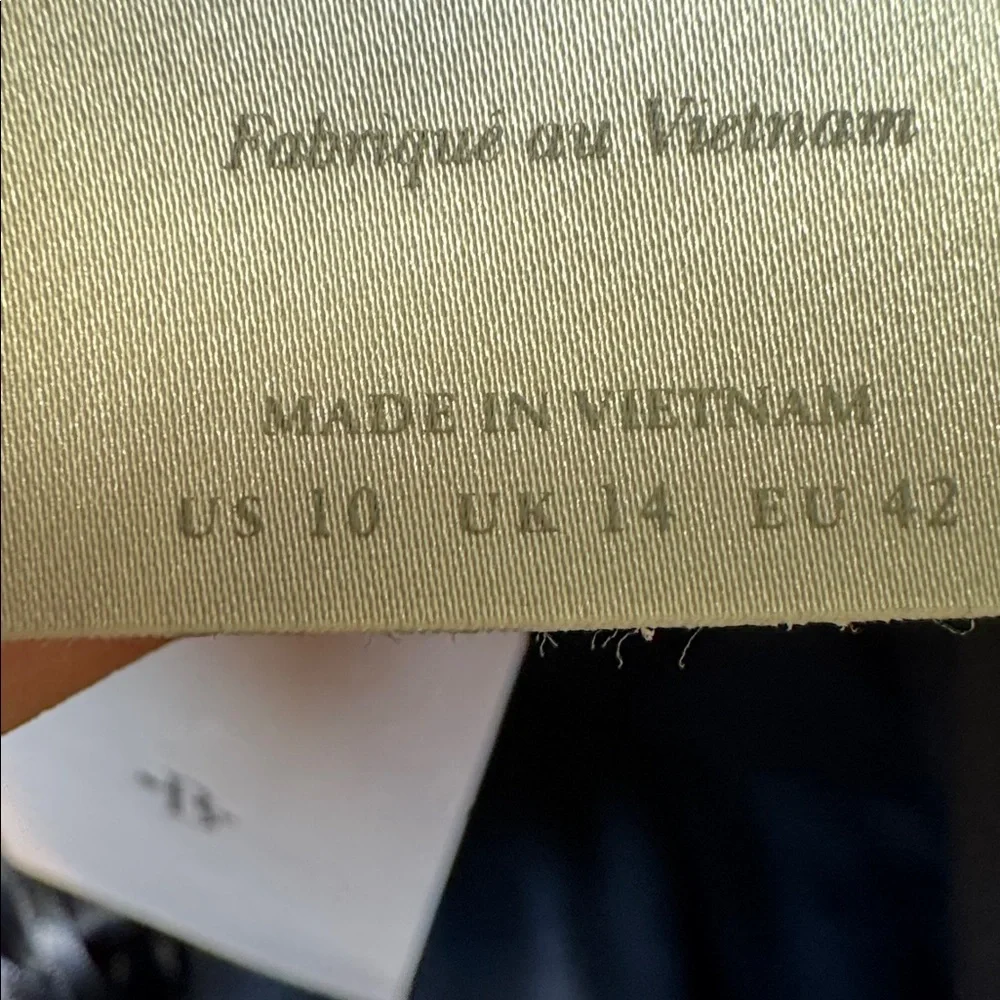 Fabriqué au Vietnam
MADE IN VIETNAM
US 10 UK 14 EU 42